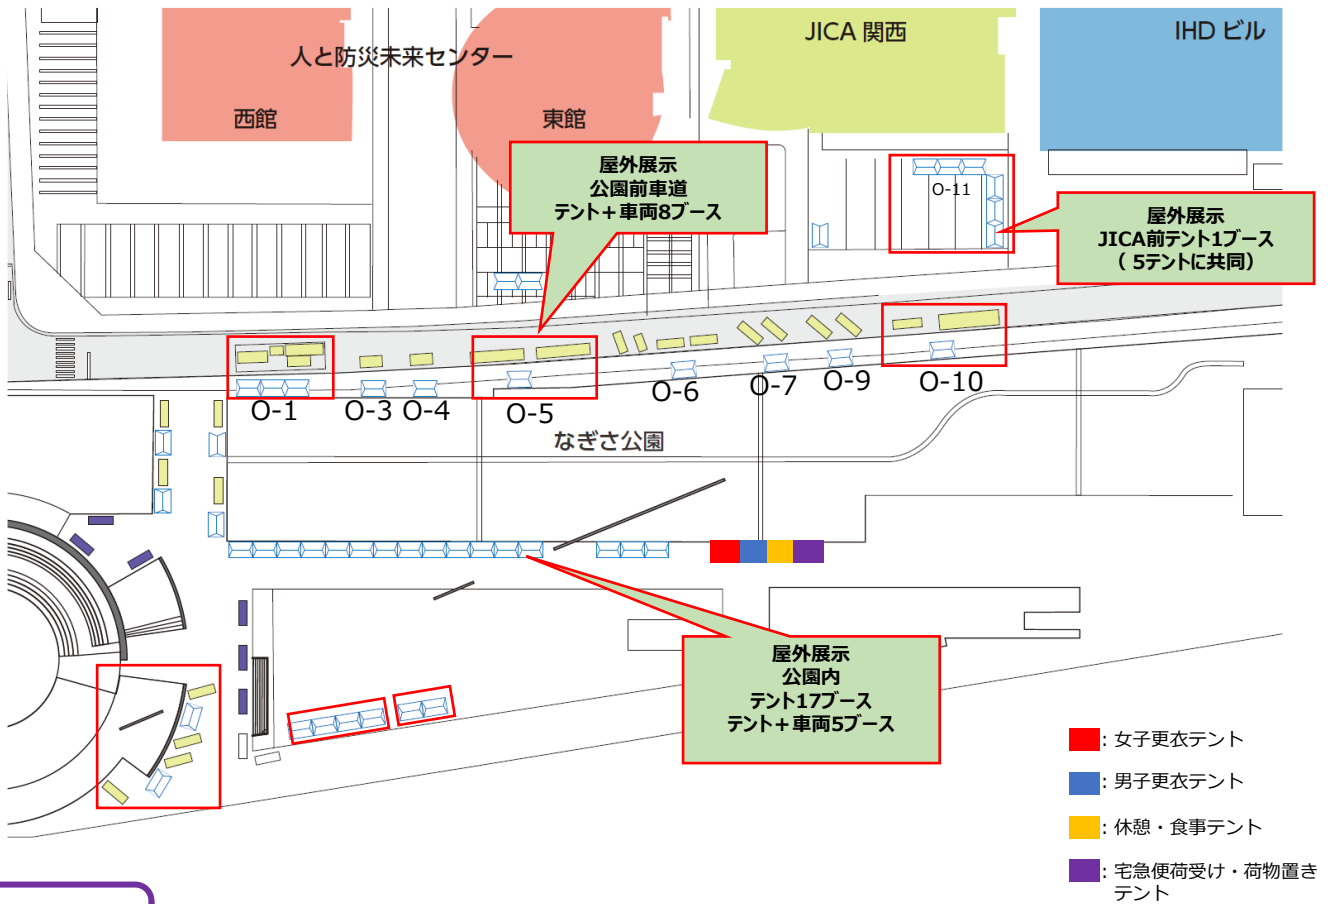 JICA 関西
IHD ビル
人と防災未来センター
西館
東館
屋外展示
公園前車道
テント＋車両8ブース
O-11
屋外展示
JICA前テント1ブース
（ 5テントに共同）
O-1
O-3
O-4
O-5
O-6
O-7
O-9
O-10
なぎさ公園
屋外展示
公園内
テント17ブース
テント＋車両5ブース
：女子更衣テント
：男子更衣テント
：休憩・食事テント
：宅急便荷受け・荷物置き
テント